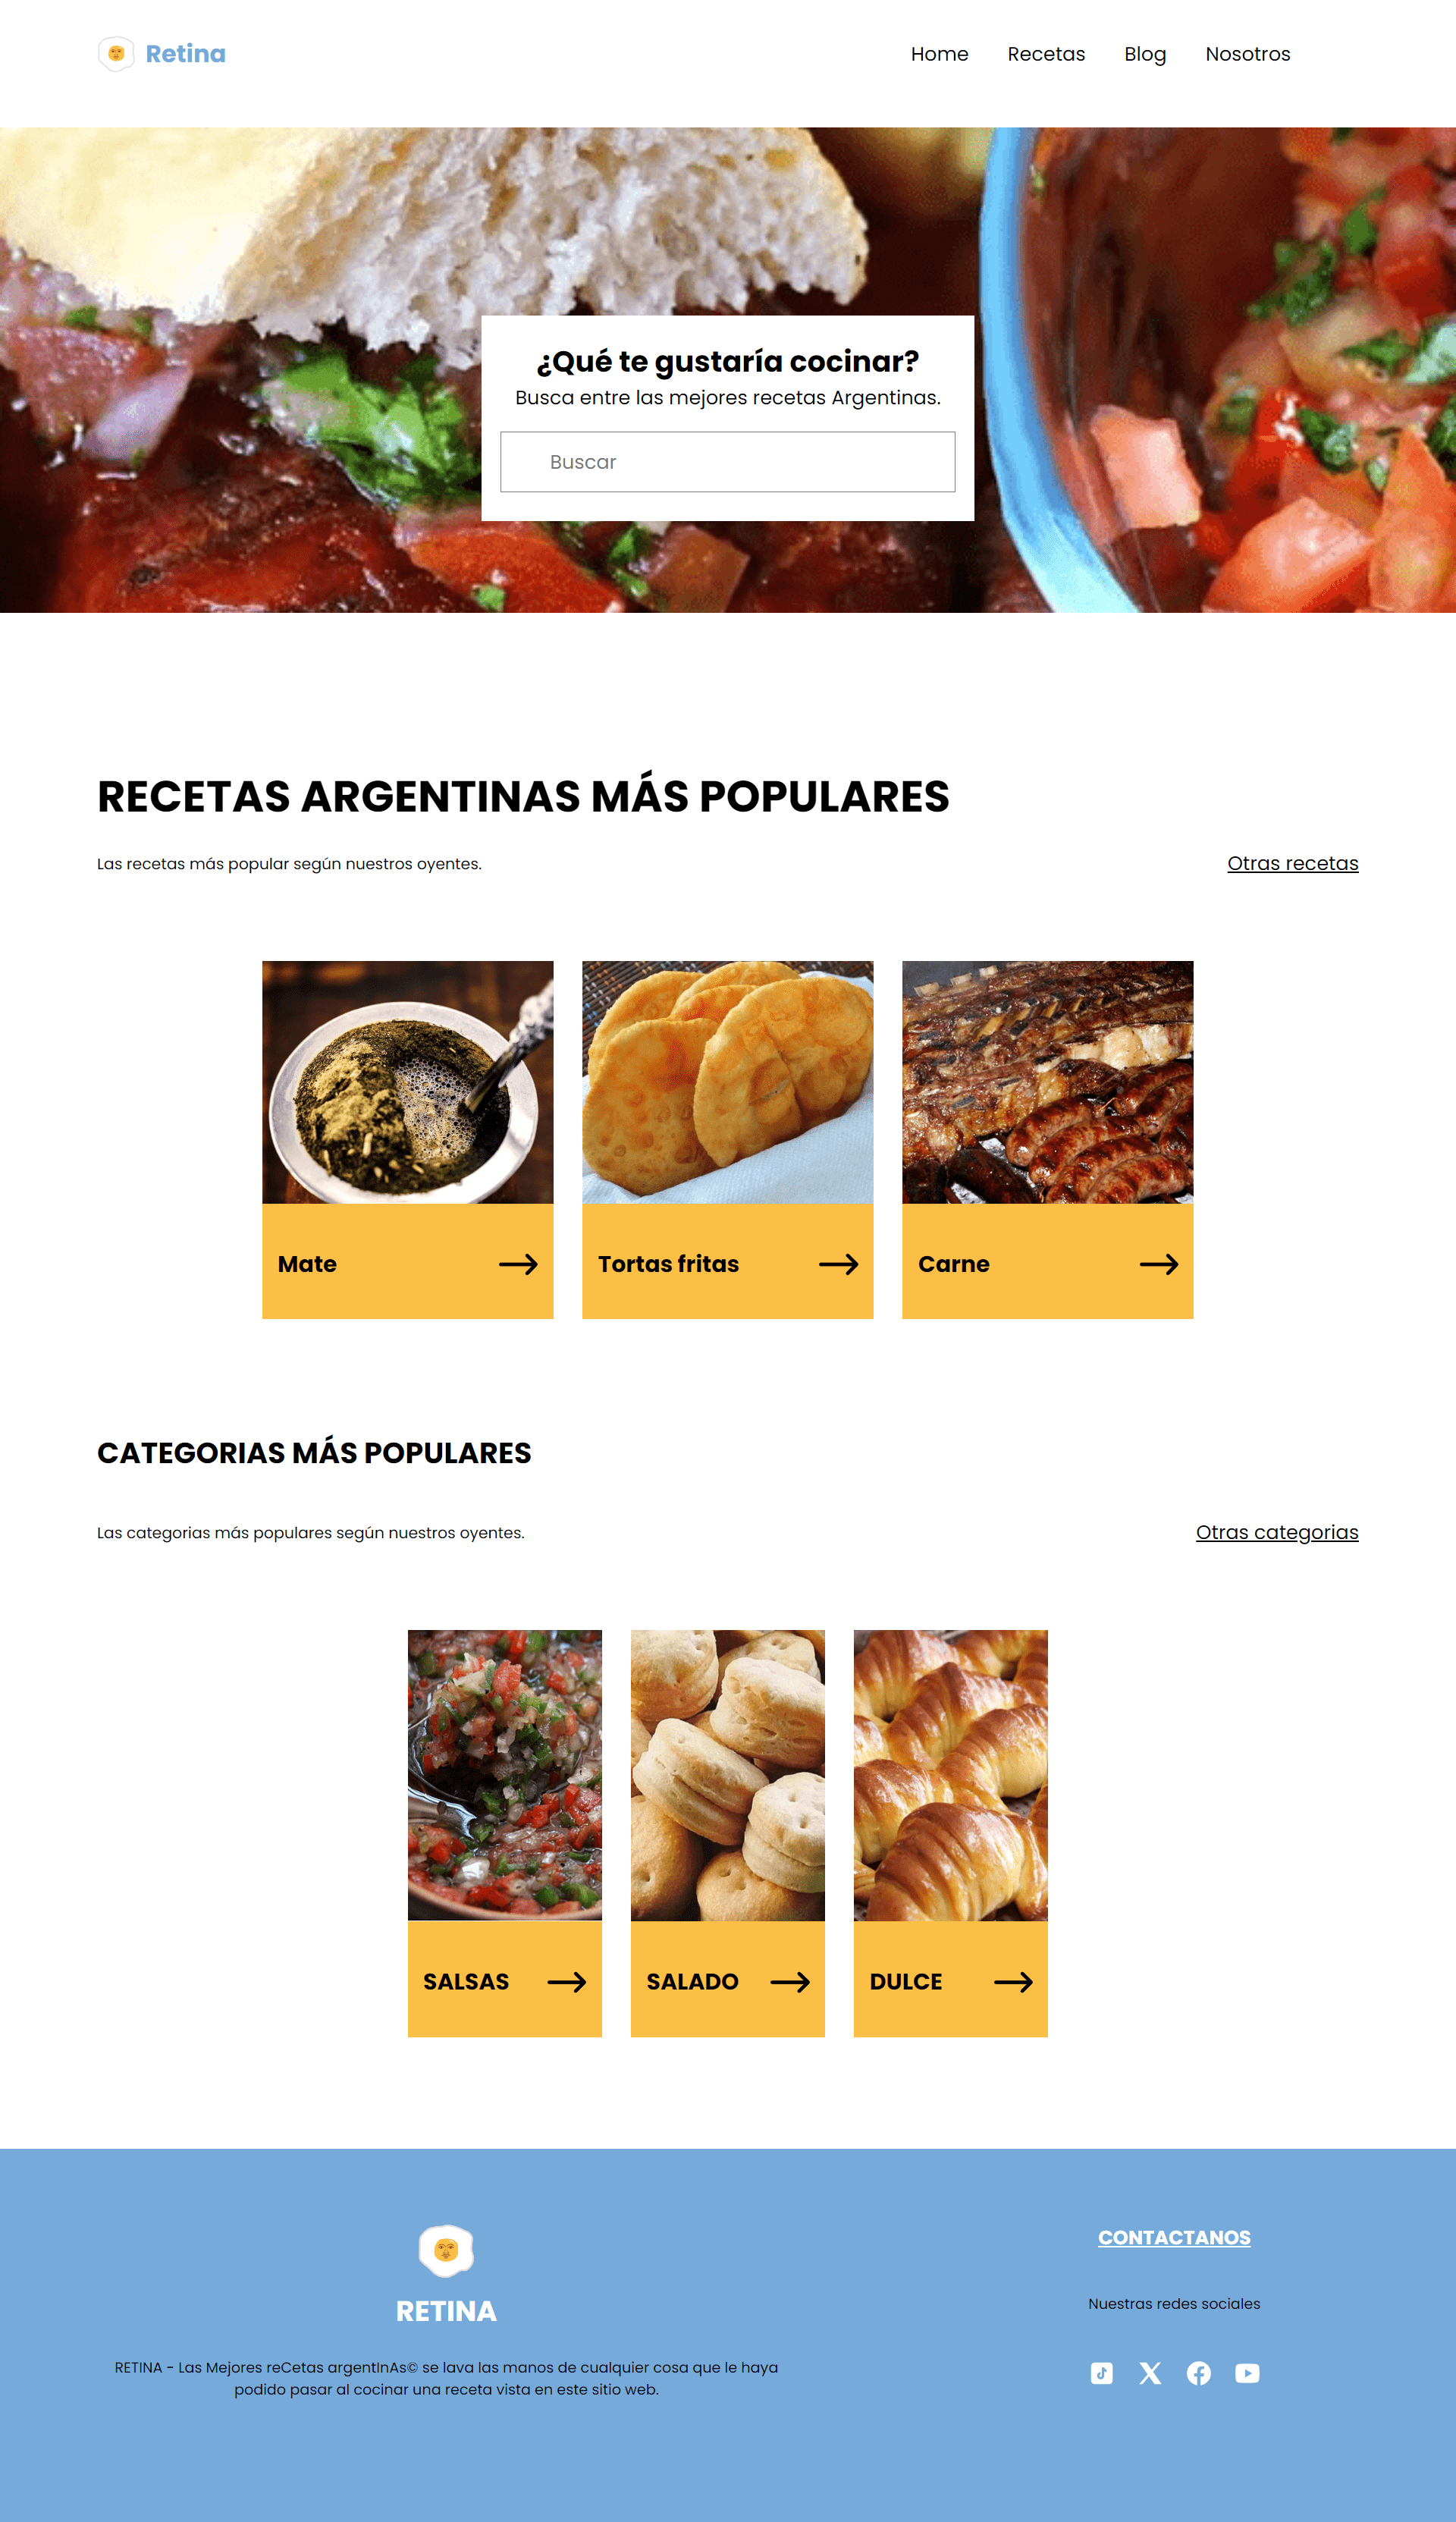 Retina
Home Recetas Blog Nosotros
¿Qué te gustaría cocinar?
Busca entre las mejores recetas Argentinas.
Buscar
RECETAS ARGENTINAS MÁS POPULARES
Las recetas más popular según nuestros oyentes.
Otras recetas
Mate
Tortas fritas
Carne
CATEGORIAS MÁS POPULARES
Las categorias más populares según nuestros oyentes.
Otras categorias
SALSAS
SALADO
DULCE
RETINA
RETINA - Las Mejores reCetas argentInAs© se lava las manos de cualquier cosa que le haya
podido pasar al cocinar una receta vista en este sitio web.
CONTACTANOS
Nuestras redes sociales